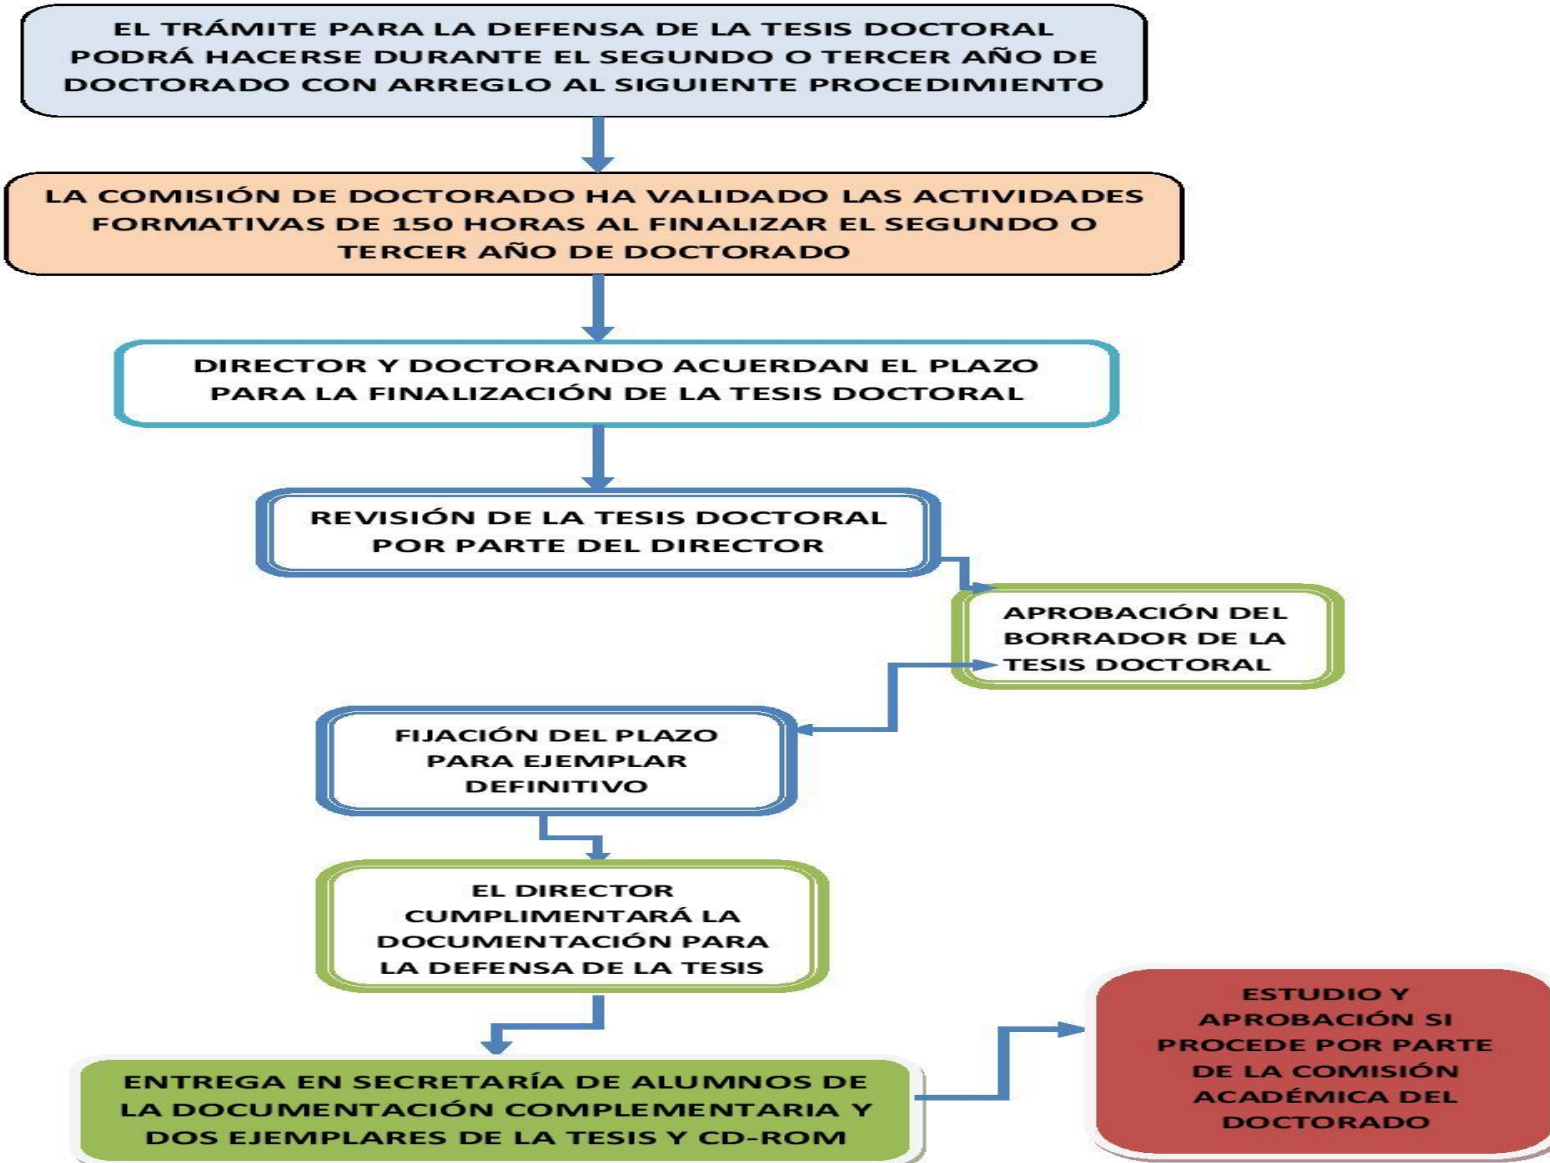 EL TRÁMITE PARA LA DEFENSA DE LA TESIS DOCTORAL
PODRÁ HACERSE DURANTE EL SEGUNDO O TERCER AÑO DE
DOCTORADO CON ARREGLO AL SIGUIENTE PROCEDIMIENTO
LA COMISIÓN DE DOCTORADO HA VALIDADO LAS ACTIVIDADES
FORMATIVAS DE 150 HORAS AL FINALIZAR EL SEGUNDO O
TERCER AÑO DE DOCTORADO
DIRECTOR Y DOCTORANDO ACUERDAN EL PLAZO
PARA LA FINALIZACIÓN DE LA TESIS DOCTORAL
REVISIÓN DE LA TESIS DOCTORAL
POR PARTE DEL DIRECTOR
APROBACIÓN DEL
BORRADOR DE LA
TESIS DOCTORAL
FIJACIÓN DEL PLAZO
PARA EJEMPLAR
DEFINITIVO
EL DIRECTOR
CUMPLIMENTARÁ LA
DOCUMENTACIÓN PARA
LA DEFENSA DE LA TESIS
ENTREGA EN SECRETARÍA DE ALUMNOS DE
LA DOCUMENTACIÓN COMPLEMENTARIA Y
DOS EJEMPLARES DE LA TESIS Y CD-ROM
ESTUDIO Y
APROBACIÓN SI
PROCEDE POR PARTE
DE LA COMISIÓN
ACADÉMICA DEL
DOCTORADO